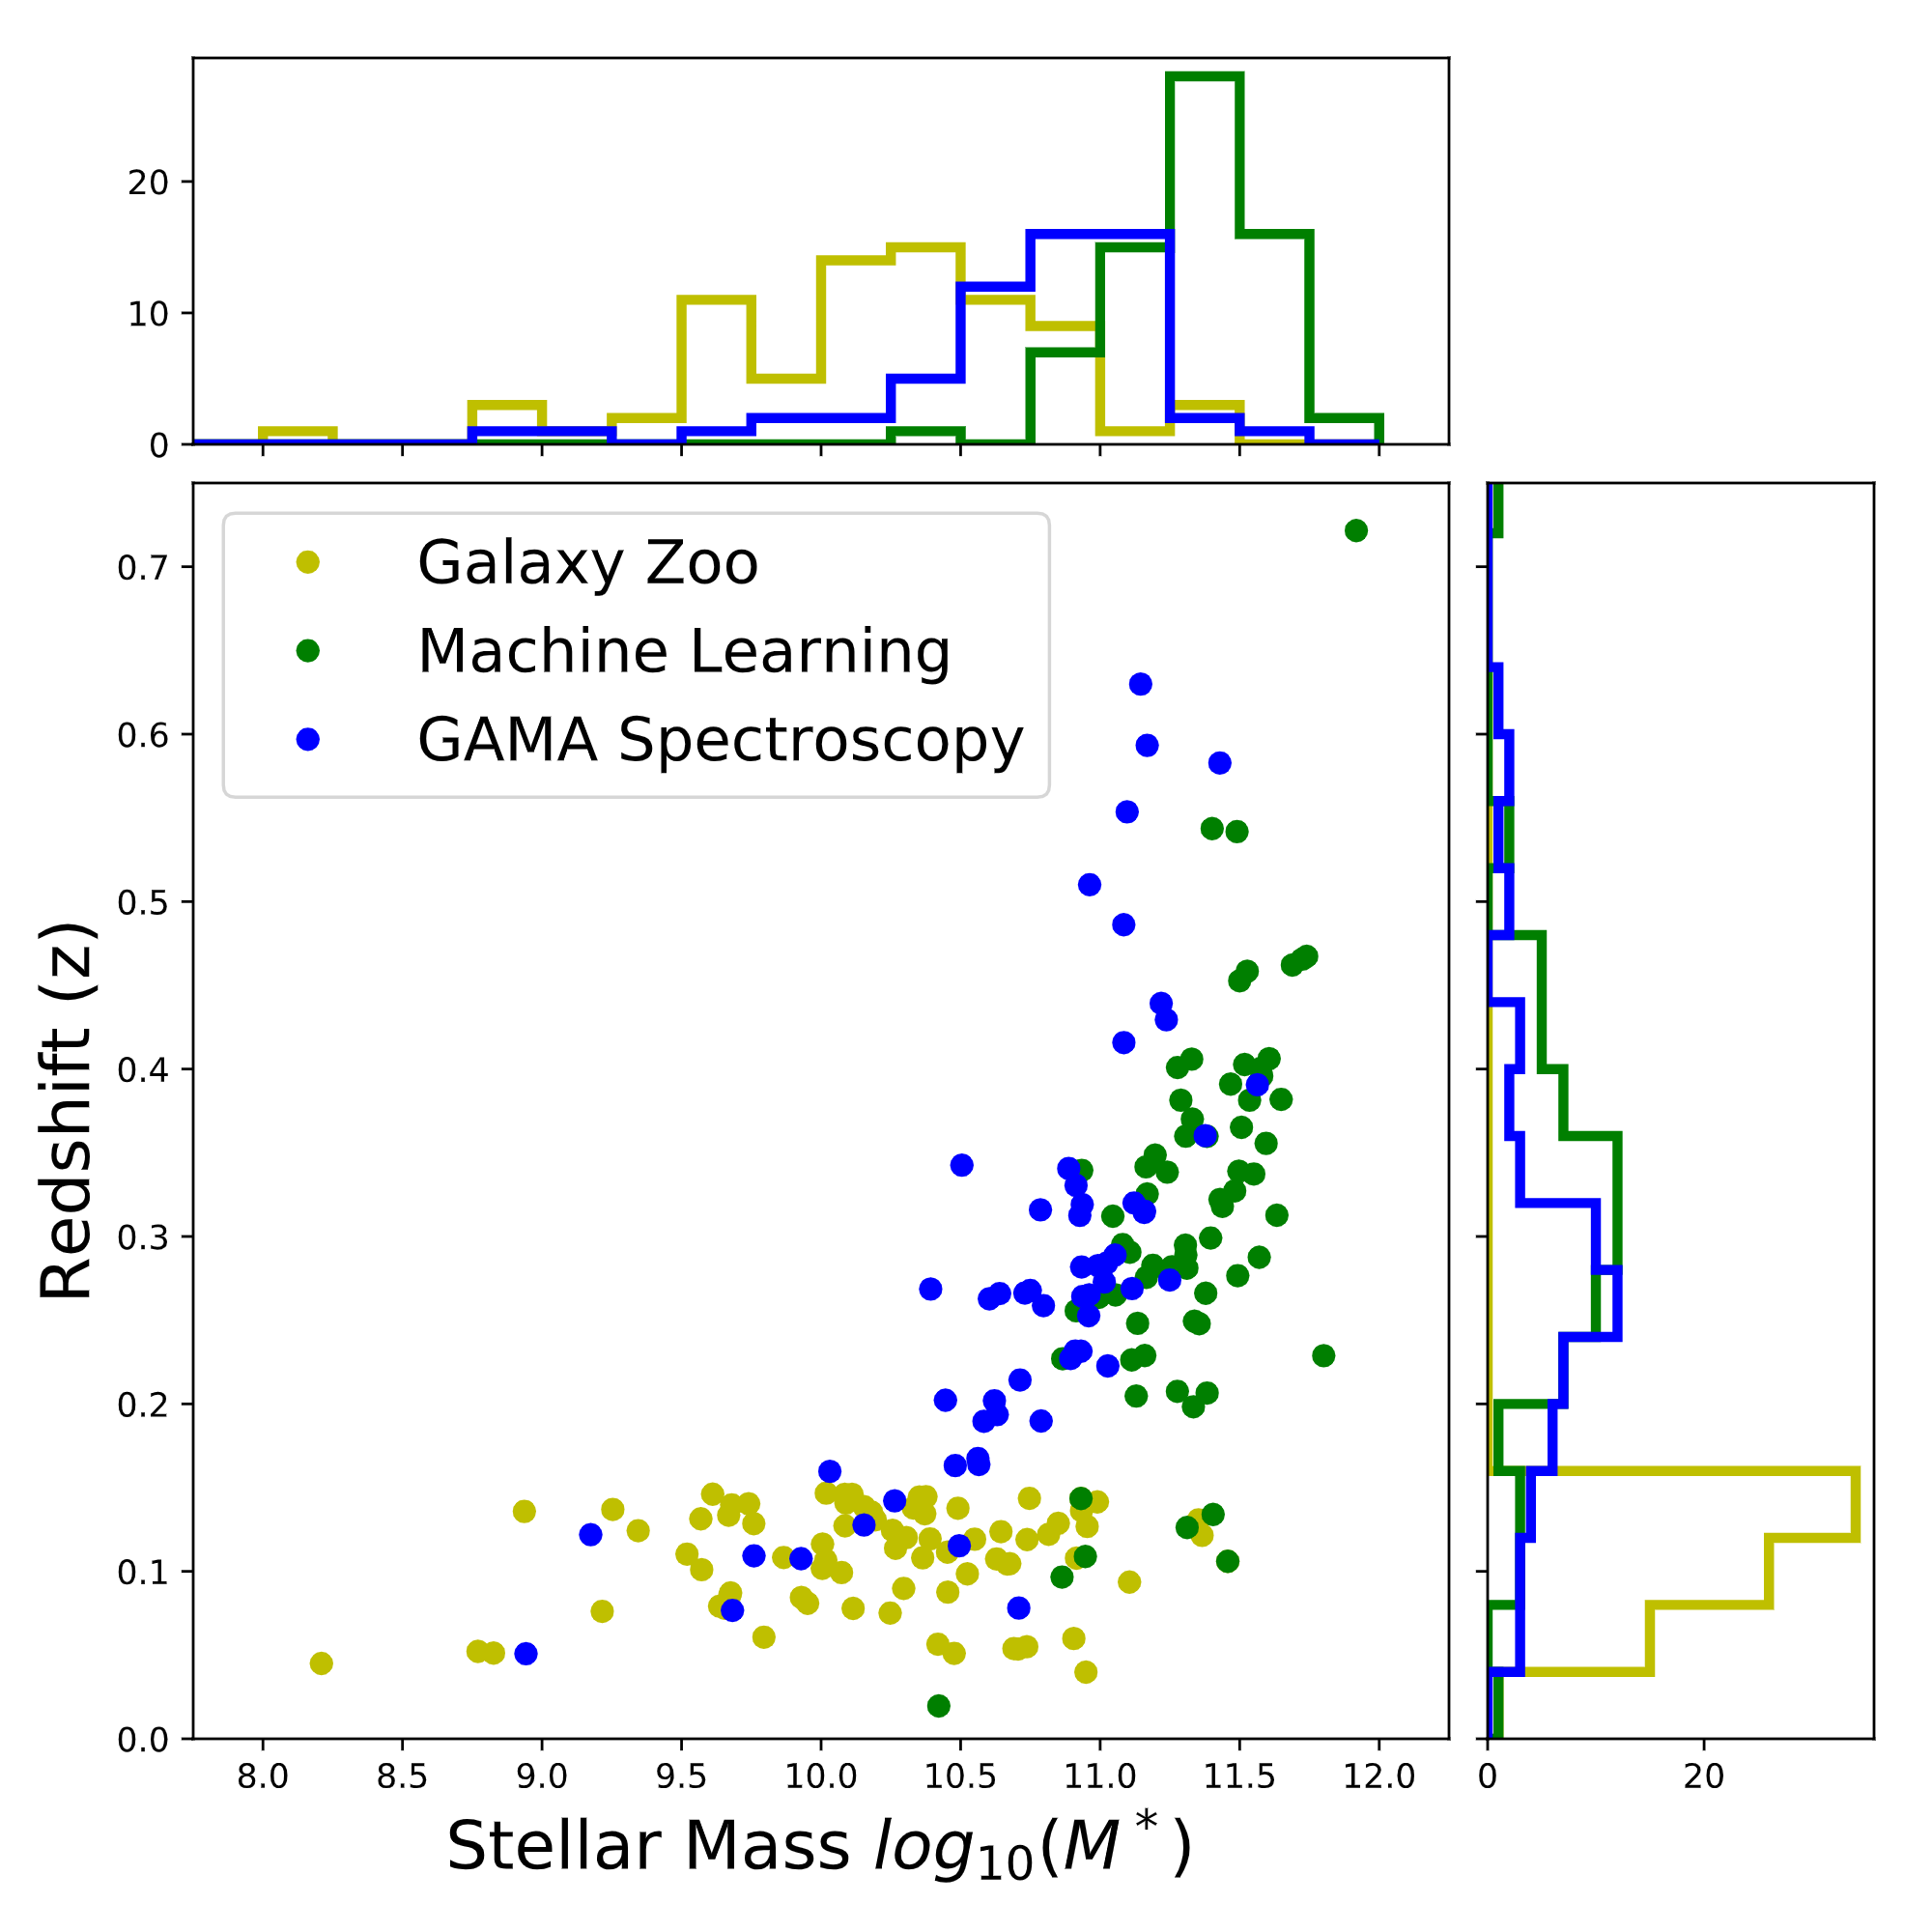 20
10
0
Galaxy Zoo
Machine Learning
GAMA Spectroscopy
0.7
0.6
0.5
0.4
0.3
0.2
0.1
0.0
Redshift (z)
8.0 8.5 9.0 9.5 10.0 10.5 11.0 11.5 12.0
0 20
Stellar Mass log₁₀(M*)